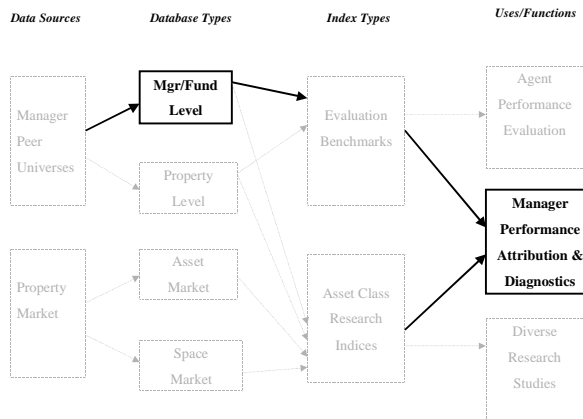 Data Sources
Database Types
Index Types
Uses/Functions
Manager
Peer
Universes
Property
Market
Mgr/Fund
Level
Property
Level
Asset
Market
Space
Market
Evaluation
Benchmarks
Asset Class
Research
Indices
Agent
Performance
Evaluation
Manager
Performance
Attribution &
Diagnostics
Diverse
Research
Studies